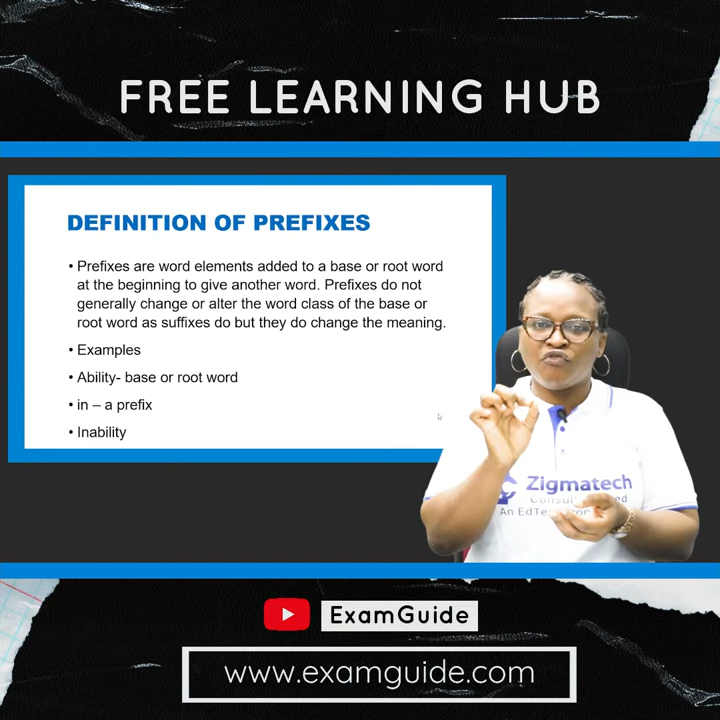 FREE LEARNING HUB
DEFINITION OF PREFIXES
• Prefixes are word elements added to a base or root word
at the beginning to give another word. Prefixes do not
generally change or alter the word class of the base or
root word as suffixes do but they do change the meaning.
• Examples
• Ability- base or root word
• in – a prefix
• Inability
Zigmatech
An EdTe
ExamGuide
www.examguide.com